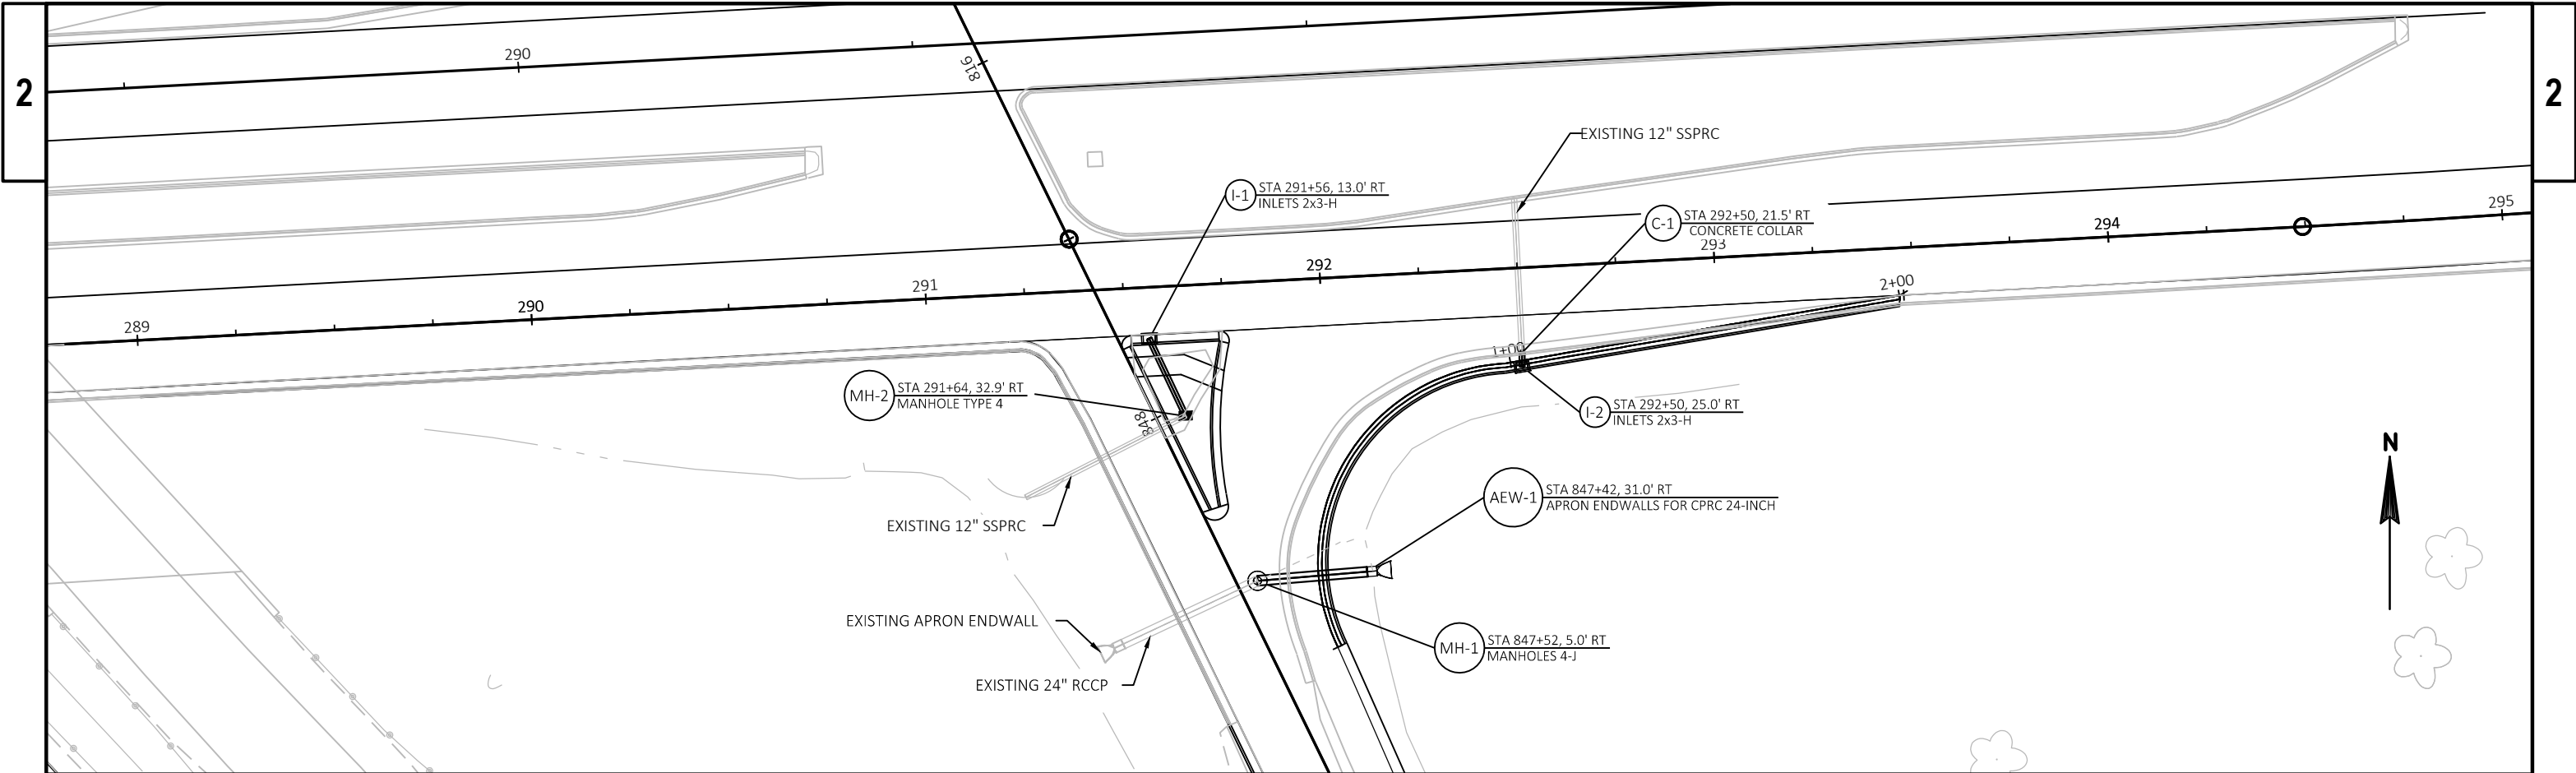 2
2
290
816
EXISTING 12" SSPRC
I-1
STA 291+56, 13.0' RT
INLETS 2x3-H
C-1
STA 292+50, 21.5' RT
CONCRETE COLLAR
295
294
293
292
291
290
289
2+00
1+00
MH-2
STA 291+64, 32.9' RT
MANHOLE TYPE 4
848
I-2
STA 292+50, 25.0' RT
INLETS 2x3-H
N
AEW-1
STA 847+42, 31.0' RT
APRON ENDWALLS FOR CPRC 24-INCH
EXISTING 12" SSPRC
EXISTING APRON ENDWALL
MH-1
STA 847+52, 5.0' RT
MANHOLES 4-J
EXISTING 24" RCCP